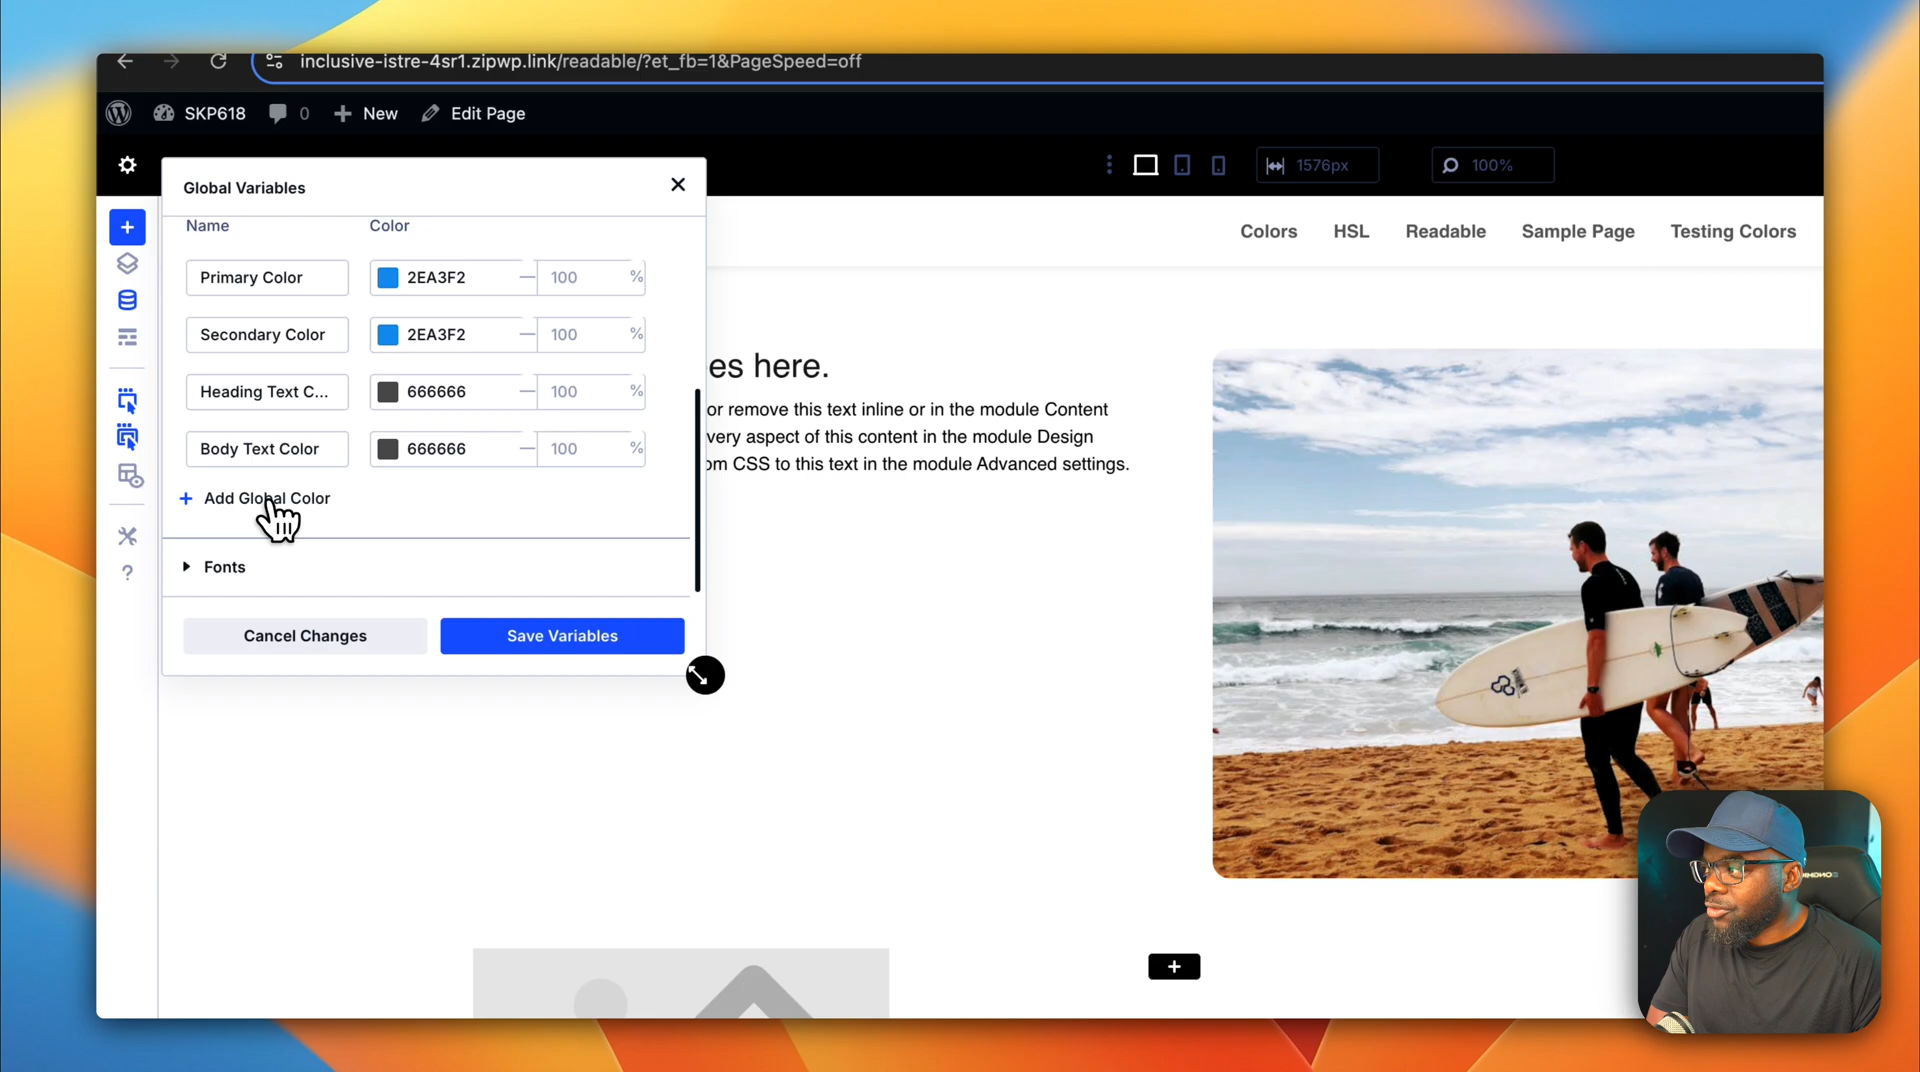 inclusive-istre-4sr1.zipwp.link/readable/?et_fb=1&PageSpeed=off
SKP618
0
New
Edit Page
1576px
100%
Global Variables
Colors
HSL
Readable
Sample Page
Testing Colors
Name
Color
Primary Color
2EA3F2
100
%
Secondary Color
2EA3F2
100
%
Heading Text C...
666666
100
%
Body Text Color
666666
100
%
+ Add Global Color
Fonts
Cancel Changes
Save Variables
es here.
or remove this text inline or in the module Content
very aspect of this content in the module Design
om CSS to this text in the module Advanced settings.